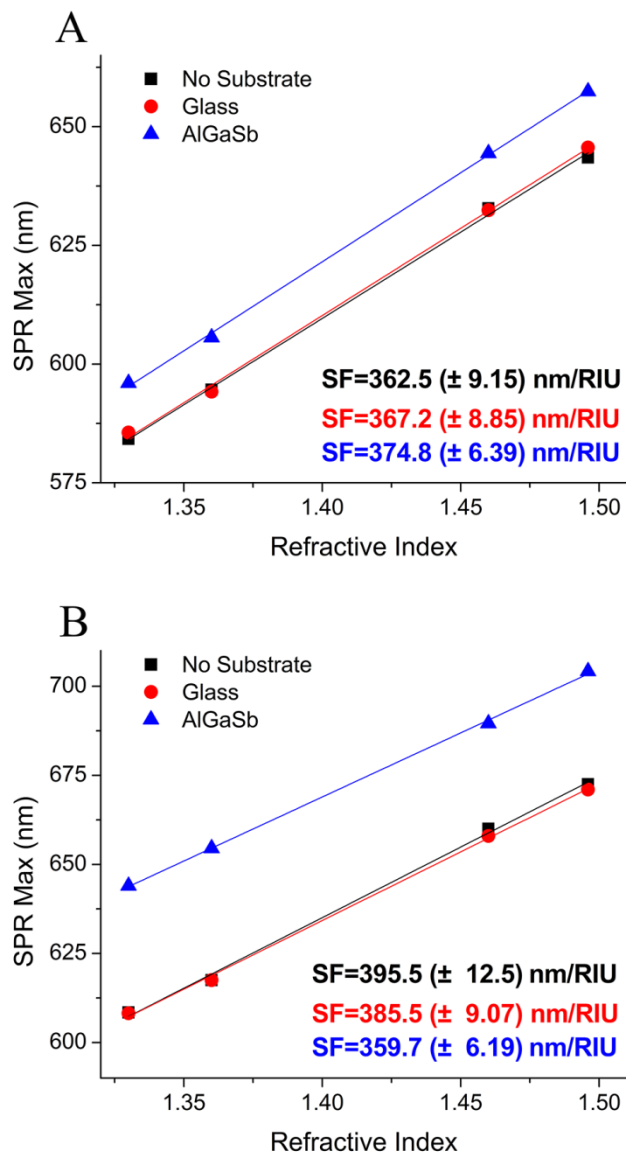 A
No Substrate
Glass
AlGaSb
650
625
600
575
SPR Max (nm)
SF=362.5 (± 9.15) nm/RIU
SF=367.2 (± 8.85) nm/RIU
SF=374.8 (± 6.39) nm/RIU
1.35 1.40 1.45 1.50
Refractive Index
B
No Substrate
Glass
AlGaSb
700
675
650
625
600
SPR Max (nm)
SF=395.5 (± 12.5) nm/RIU
SF=385.5 (± 9.07) nm/RIU
SF=359.7 (± 6.19) nm/RIU
1.35 1.40 1.45 1.50
Refractive Index